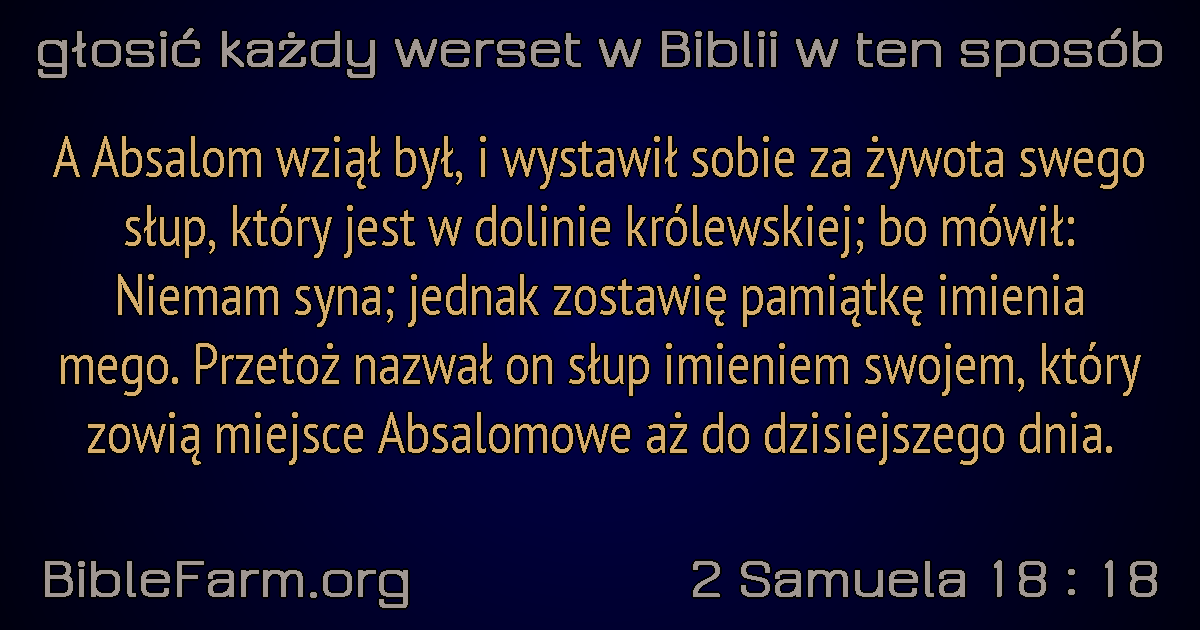 głosić każdy werset w Biblii w ten sposób
A Absalom wziął był, i wystawił sobie za żywota swego
słup, który jest w dolinie królewskiej; bo mówił:
Niemam syna; jednak zostawię pamiątkę imienia
mego. Przetoż nazwał on słup imieniem swojem, który
zowią miejsce Absalomowe aż do dzisiejszego dnia.
BibleFarm.org
2 Samuela 18 : 18